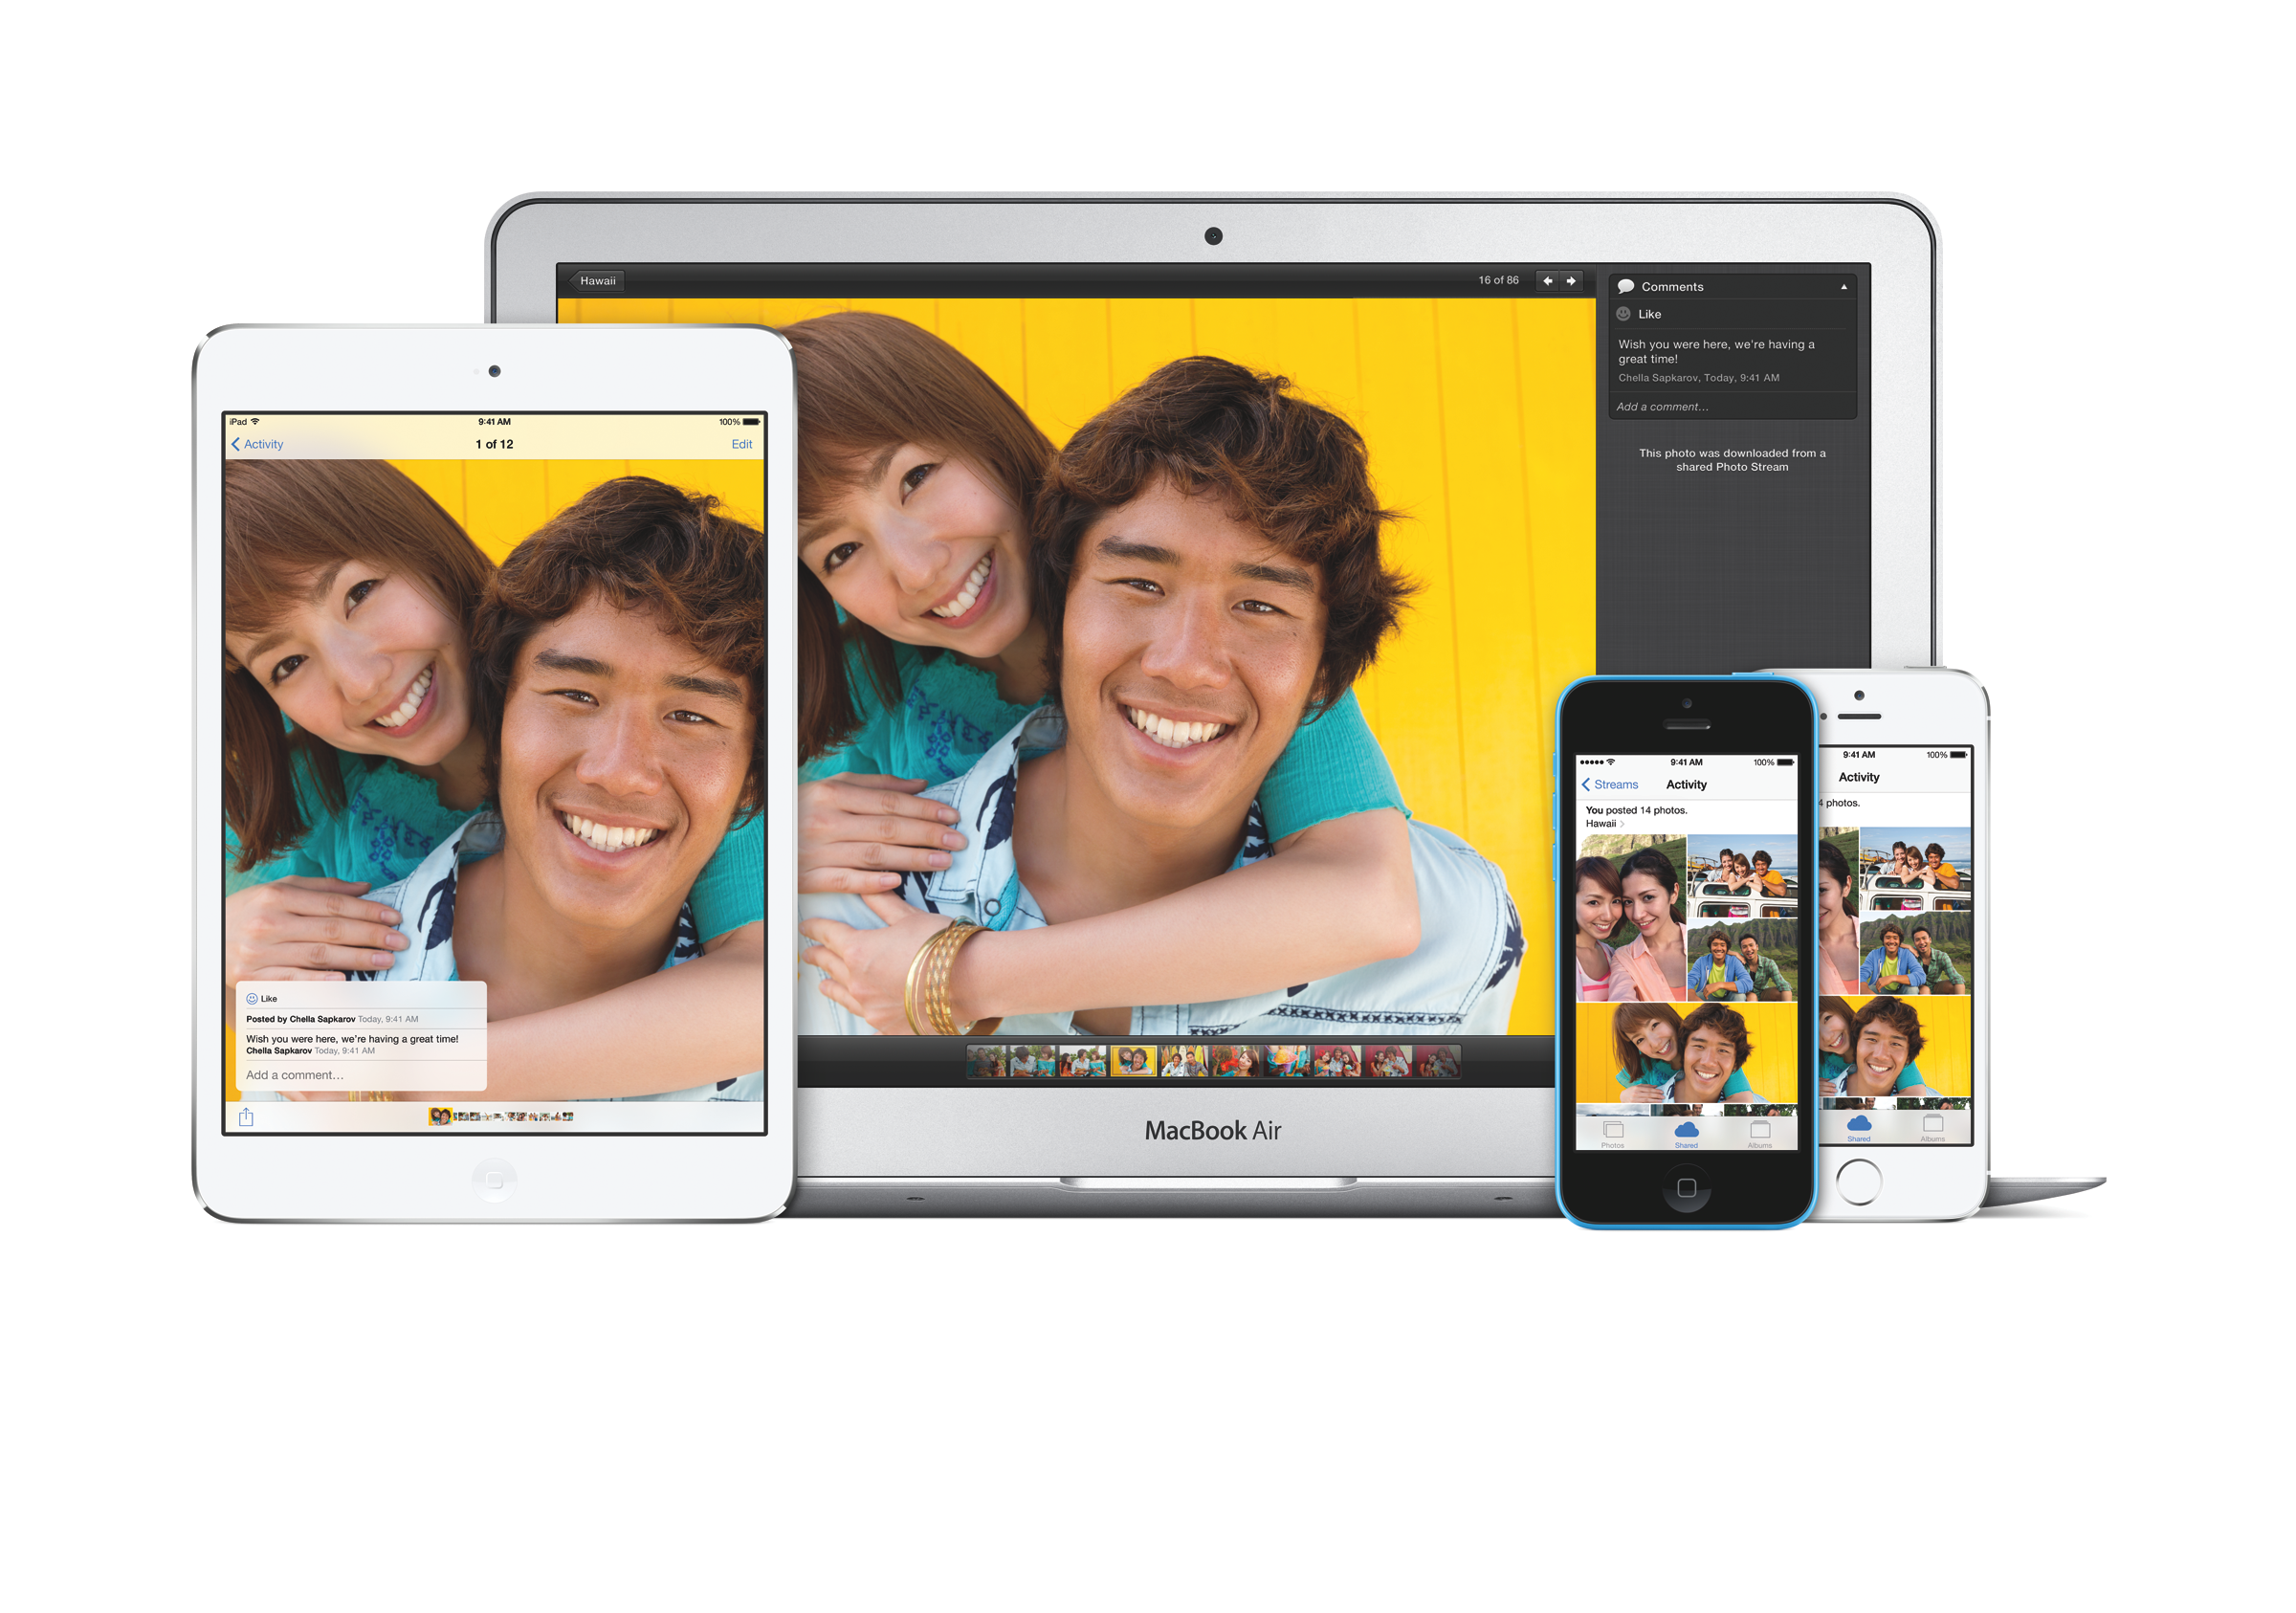 Hawaii
16 of 86
Comments
Like
Wish you were here, we're having a
great time!
Chella Sapkarov, Today, 9:41 AM
Add a comment...
This photo was downloaded from a
shared Photo Stream
MacBook Air
iPad
9:41 AM
100%
Activity
1 of 12
Edit
Like
Posted by Chella Sapkarov Today, 9:41 AM
Wish you were here, we're having a great time!
Chella Sapkarov Today, 9:41 AM
Add a comment...
9:41 AM
100%
Streams
Activity
You posted 14 photos.
Hawaii
Photos
Shared
Albums
9:41 AM
100%
Activity
4 photos.
Shared
Albums